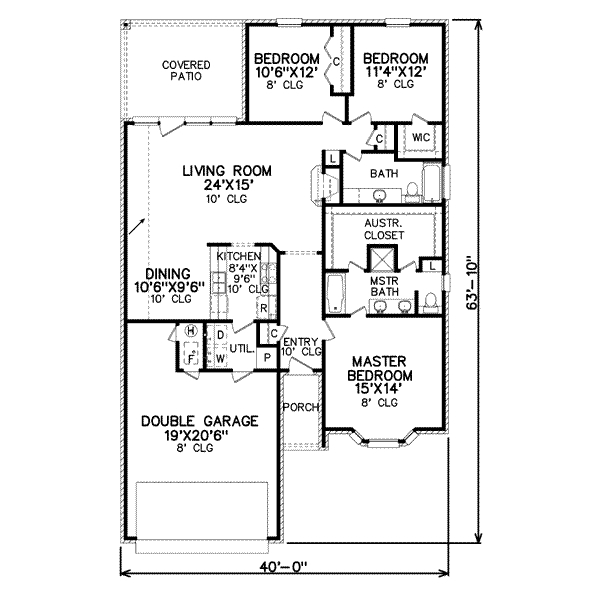 COVERED
PATIO
BEDROOM
10'6"X12'
8' CLG
C
BEDROOM
11'4"X12'
8' CLG
C
WIC
L
BATH
LIVING ROOM
24'X15'
10' CLG
AUSTR.
CLOSET
L
MSTR
BATH
KITCHEN
8'4"X
9'6"
10' CLG
R
DINING
10'6"X9'6"
10' CLG
H
F
D
W
UTIL.
C
P
ENTRY
10' CLG
MASTER
BEDROOM
15'X14'
8' CLG
PORCH
DOUBLE GARAGE
19'X20'6"
8' CLG
63'-10"
40'-0"